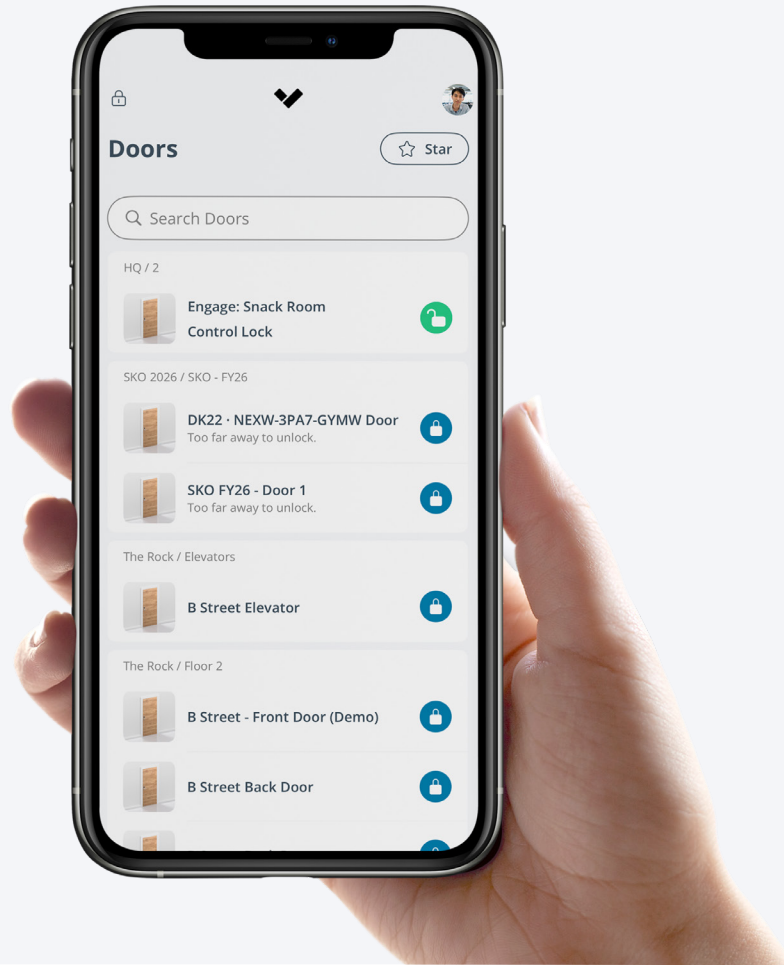 Doors
Star
Search Doors
HQ / 2
Engage: Snack Room
Control Lock
SKO 2026 / SKO - FY26
DK22 · NEXW-3PA7-GYMW Door
Too far away to unlock.
SKO FY26 - Door 1
Too far away to unlock.
The Rock / Elevators
B Street Elevator
The Rock / Floor 2
B Street - Front Door (Demo)
B Street Back Door